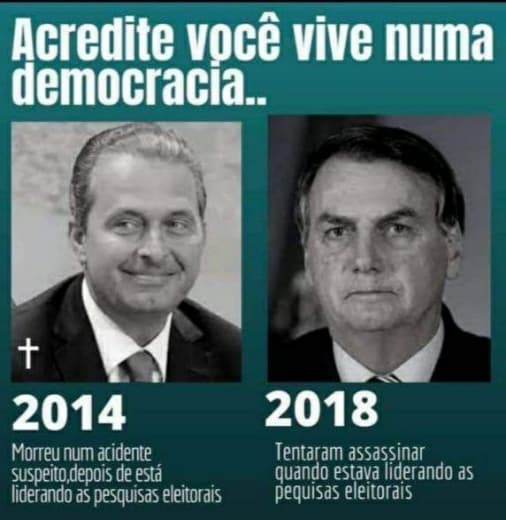 Acredite você vive numa
democracia..
2014
Morreu num acidente
suspeito,depois de está
liderando as pesquisas eleitorais
2018
Tentaram assassinar
quando estava liderando as
pequisas eleitorais